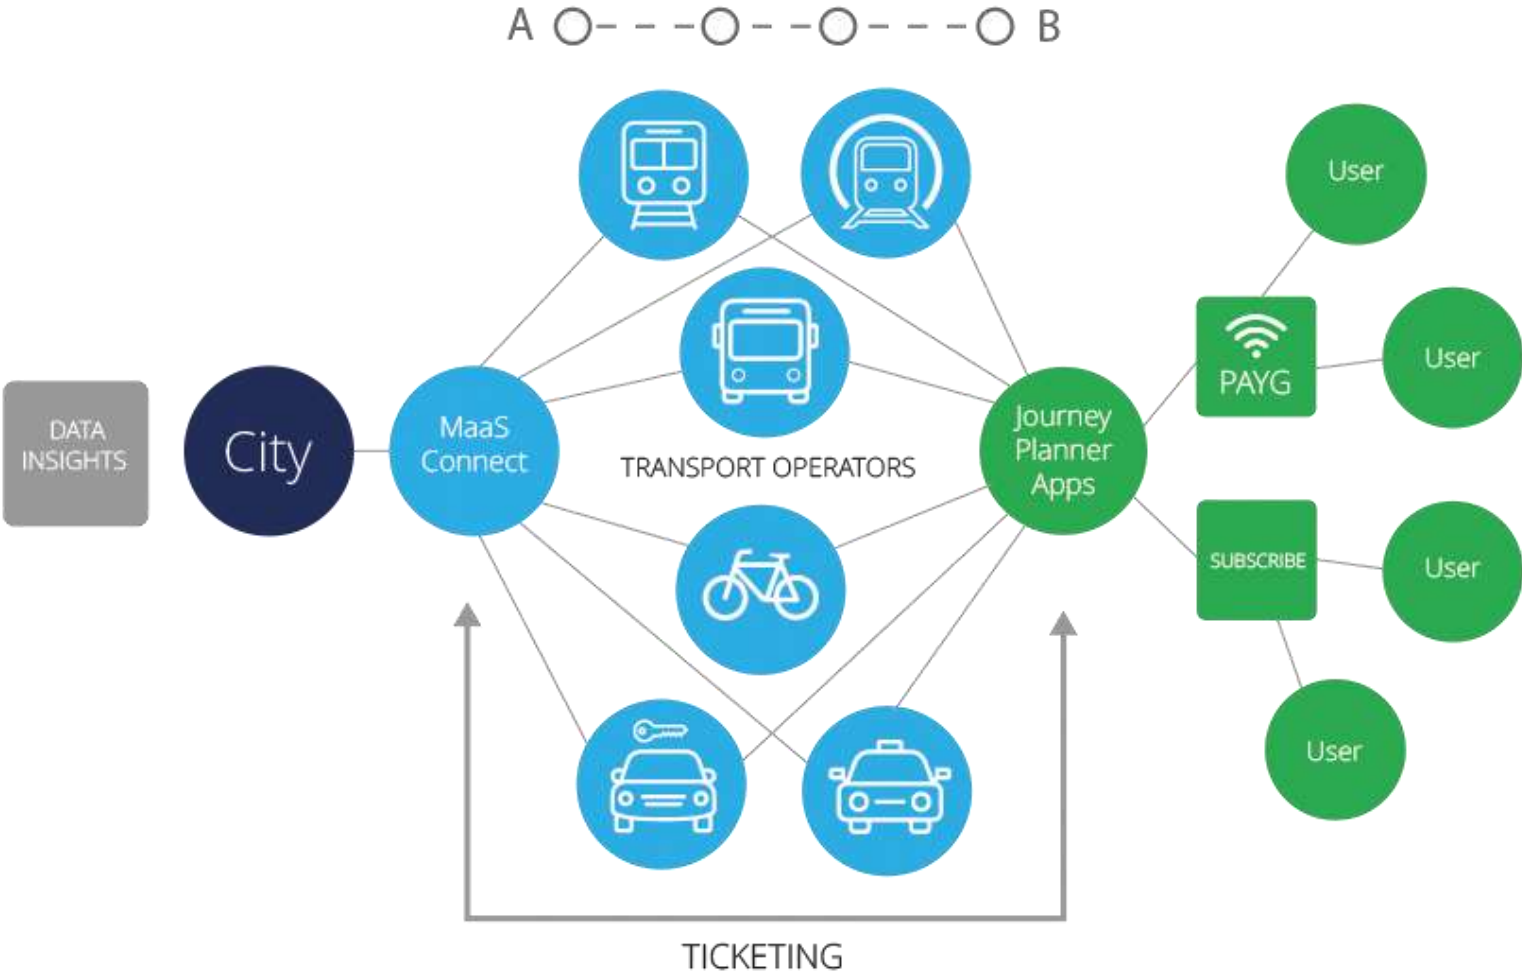 A
B
User
PAYG
User
DATA
INSIGHTS
City
MaaS
Connect
TRANSPORT OPERATORS
Journey
Planner
Apps
SUBSCRIBE
User
User
TICKETING